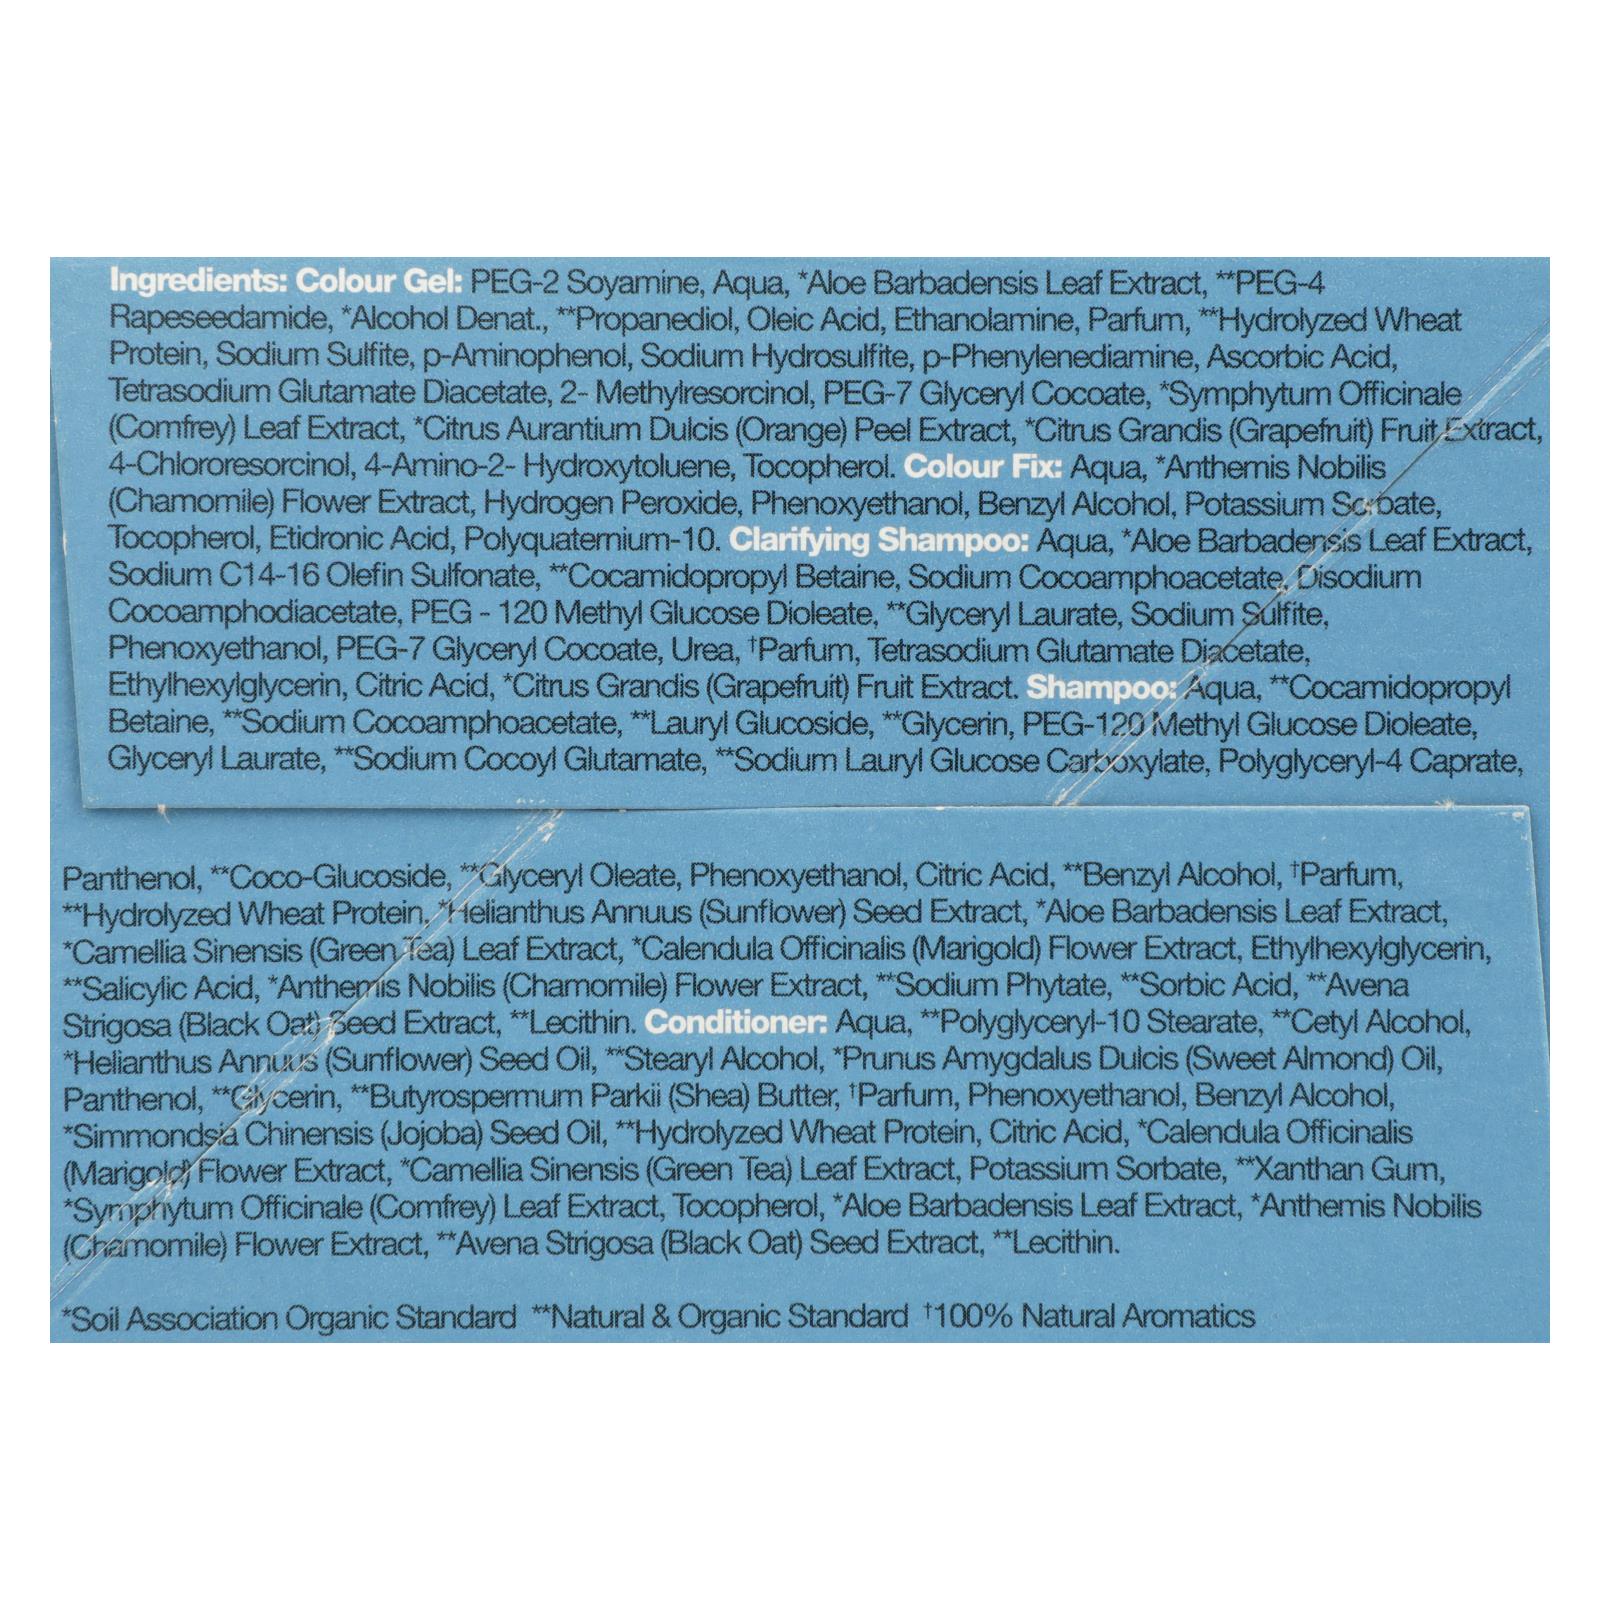 Ingredients: Colour Gel: PEG-2 Soyamine, Aqua, *Aloe Barbadensis Leaf Extract, **PEG-4
Rapeseedamide, *Alcohol Denat., **Propanediol, Oleic Acid, Ethanolamine, Parfum, **Hydrolyzed Wheat
Protein, Sodium Sulfite, p-Aminophenol, Sodium Hydrosulfite, p-Phenylenediamine, Ascorbic Acid,
Tetrasodium Glutamate Diacetate, 2- Methylresorcinol, PEG-7 Glyceryl Cocoate, *Symphytum Officinale
(Comfrey) Leaf Extract, *Citrus Aurantium Dulcis (Orange) Peel Extract, *Citrus Grandis (Grapefruit) Fruit Extract,
4-Chlororesorcinol, 4-Amino-2- Hydroxytoluene, Tocopherol. Colour Fix: Aqua, *Anthemis Nobilis
(Chamomile) Flower Extract, Hydrogen Peroxide, Phenoxyethanol, Benzyl Alcohol, Potassium Sorbate,
Tocopherol, Etidronic Acid, Polyquaternium-10. Clarifying Shampoo: Aqua, *Aloe Barbadensis Leaf Extract,
Sodium C14-16 Olefin Sulfonate, **Cocamidopropyl Betaine, Sodium Cocoamphoacetate, Disodium
Cocoamphodiacetate, PEG - 120 Methyl Glucose Dioleate, **Glyceryl Laurate, Sodium Sulfite,
Phenoxyethanol, PEG-7 Glyceryl Cocoate, Urea, †Parfum, Tetrasodium Glutamate Diacetate,
Ethylhexylglycerin, Citric Acid, *Citrus Grandis (Grapefruit) Fruit Extract. Shampoo: Aqua, **Cocamidopropyl
Betaine, **Sodium Cocoamphoacetate, **Lauryl Glucoside, **Glycerin, PEG-120 Methyl Glucose Dioleate,
Glyceryl Laurate, **Sodium Cocoyl Glutamate, **Sodium Lauryl Glucose Carboxylate, Polyglyceryl-4 Caprate,
Panthenol, **Coco-Glucoside, **Glyceryl Oleate, Phenoxyethanol, Citric Acid, **Benzyl Alcohol, †Parfum,
**Hydrolyzed Wheat Protein, *Helianthus Annuus (Sunflower) Seed Extract, *Aloe Barbadensis Leaf Extract,
*Camellia Sinensis (Green Tea) Leaf Extract, *Calendula Officinalis (Marigold) Flower Extract, Ethylhexylglycerin,
**Salicylic Acid, *Anthemis Nobilis (Chamomile) Flower Extract, **Sodium Phytate, **Sorbic Acid, **Avena
Strigosa (Black Oat) Seed Extract, **Lecithin. Conditioner: Aqua, **Polyglyceryl-10 Stearate, **Cetyl Alcohol,
*Helianthus Annuus (Sunflower) Seed Oil, **Stearyl Alcohol, *Prunus Amygdalus Dulcis (Sweet Almond) Oil,
Panthenol, **Glycerin, **Butyrospermum Parkii (Shea) Butter, †Parfum, Phenoxyethanol, Benzyl Alcohol,
*Simmondsia Chinensis (Jojoba) Seed Oil, **Hydrolyzed Wheat Protein, Citric Acid, *Calendula Officinalis
(Marigold) Flower Extract, *Camellia Sinensis (Green Tea) Leaf Extract, Potassium Sorbate, **Xanthan Gum,
*Symphytum Officinale (Comfrey) Leaf Extract, Tocopherol, *Aloe Barbadensis Leaf Extract, *Anthemis Nobilis
(Chamomile) Flower Extract, **Avena Strigosa (Black Oat) Seed Extract, **Lecithin.
*Soil Association Organic Standard **Natural & Organic Standard †100% Natural Aromatics